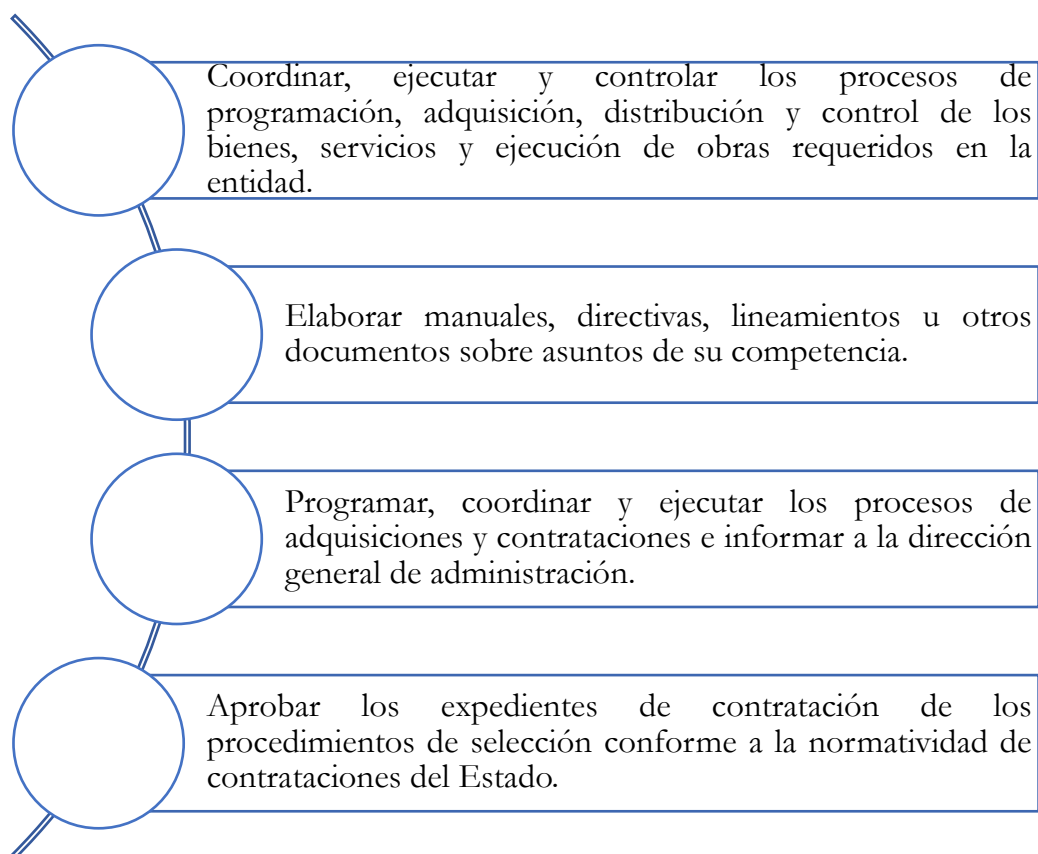 Coordinar, ejecutar y controlar los procesos de
programación, adquisición, distribución y control de los
bienes, servicios y ejecución de obras requeridos en la
entidad.
Elaborar manuales, directivas, lineamientos u otros
documentos sobre asuntos de su competencia.
Programar, coordinar y ejecutar los procesos de
adquisiciones y contrataciones e informar a la dirección
general de administración.
Aprobar los expedientes de contratación de los
procedimientos de selección conforme a la normatividad de
contrataciones del Estado.